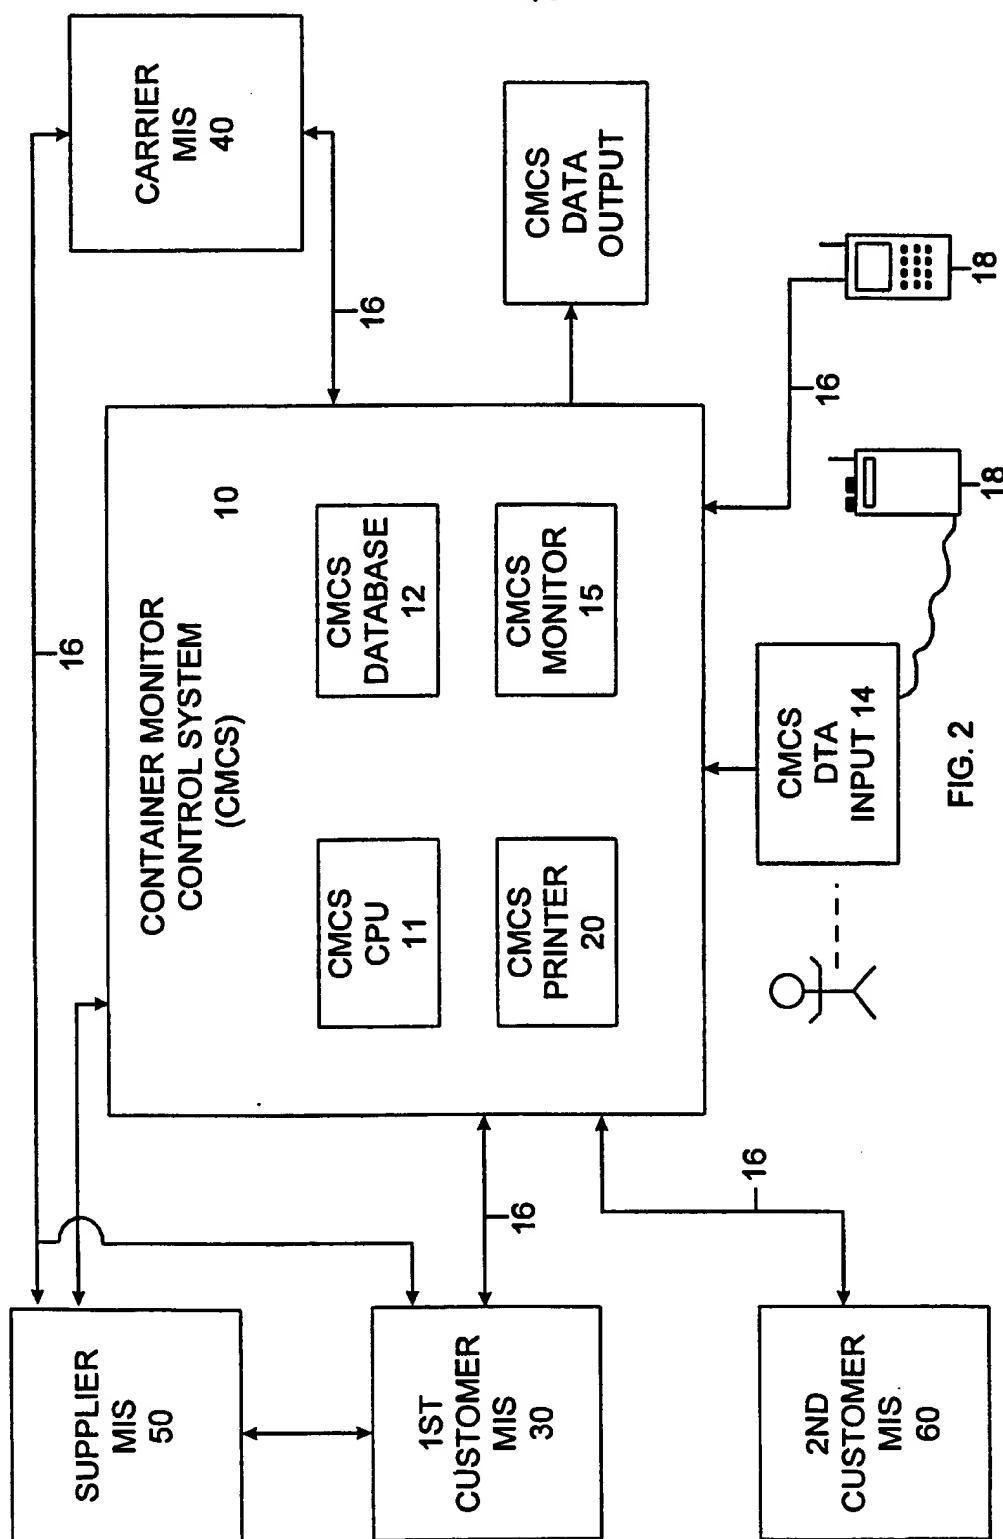 SUPPLIER
MIS
50
1ST
CUSTOMER
MIS
30
2ND
CUSTOMER
MIS
60
16
16
16
CONTAINER MONITOR
CONTROL SYSTEM
(CMCS)
10
CMCS
CPU
11
CMCS
DATABASE
12
CMCS
PRINTER
20
CMCS
MONITOR
15
CARRIER
MIS
40
16
CMCS
DATA
OUTPUT
CMCS
DTA
INPUT 14
18
16
18
FIG. 2